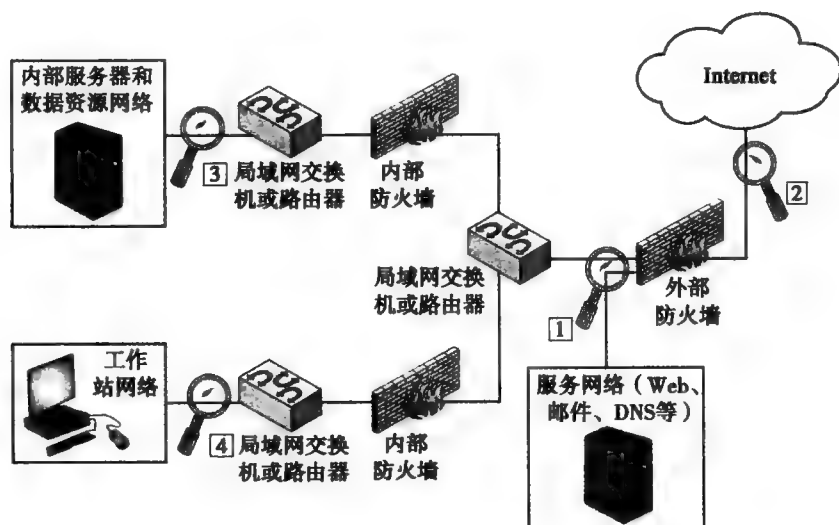 内部服务器和
数据资源网络
3
局域网交换
机或路由器
内部
防火墙
Internet
2
局域网交换
机或路由器
1
外部
防火墙
工作
站网络
4
局域网交换
机或路由器
内部
防火墙
服务网络（Web、
邮件、DNS等）